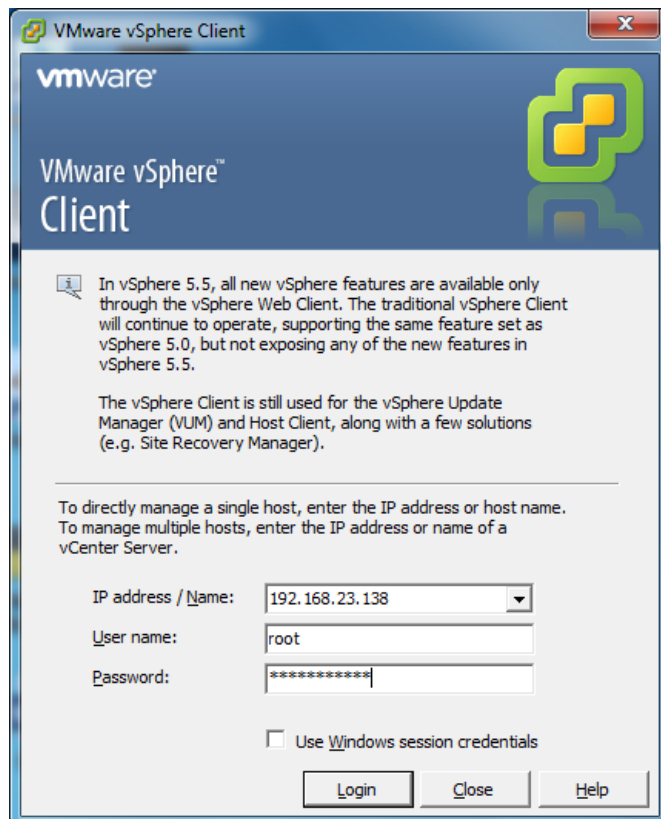 VMware vSphere Client
vmware
VMware vSphere™
Client
In vSphere 5.5, all new vSphere features are available only
through the vSphere Web Client. The traditional vSphere Client
will continue to operate, supporting the same feature set as
vSphere 5.0, but not exposing any of the new features in
vSphere 5.5.
The vSphere Client is still used for the vSphere Update
Manager (VUM) and Host Client, along with a few solutions
(e.g. Site Recovery Manager).
To directly manage a single host, enter the IP address or host name.
To manage multiple hosts, enter the IP address or name of a
vCenter Server.
IP address / Name: 192.168.23.138
User name: root
Password: ***********
Use Windows session credentials
Login Close Help